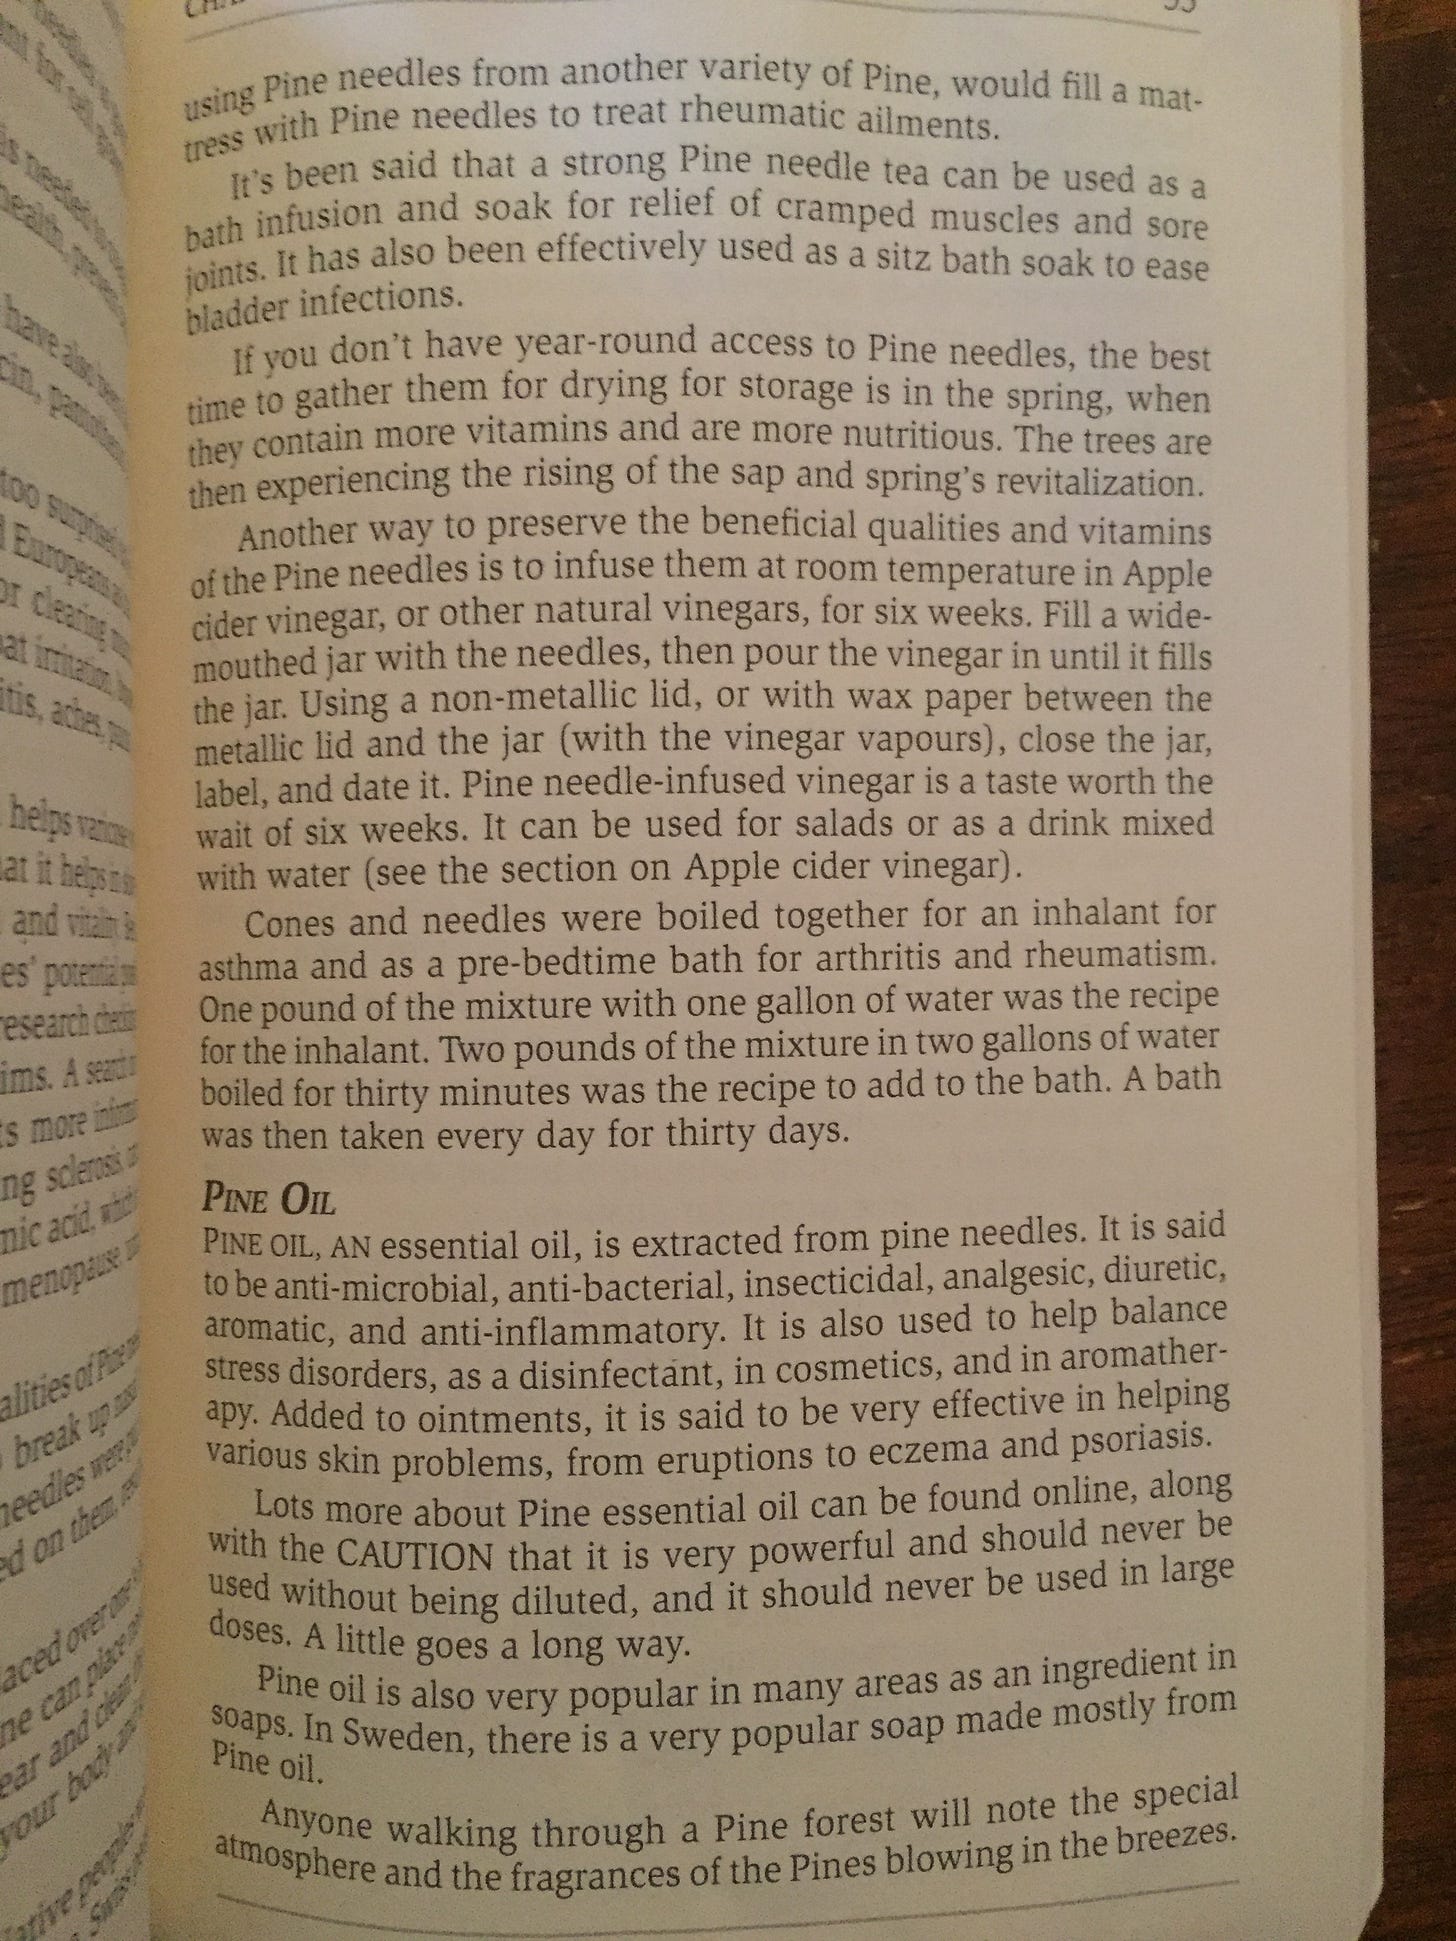 using Pine needles from another variety of Pine, would fill a mat-
tress with Pine needles to treat rheumatic ailments.
It's been said that a strong Pine needle tea can be used as a
bath infusion and soak for relief of cramped muscles and sore
joints. It has also been effectively used as a sitz bath soak to ease
bladder infections.
If you don't have year-round access to Pine needles, the best
time to gather them for drying for storage is in the spring, when
they contain more vitamins and are more nutritious. The trees are
then experiencing the rising of the sap and spring's revitalization.
Another way to preserve the beneficial qualities and vitamins
of the Pine needles is to infuse them at room temperature in Apple
cider vinegar, or other natural vinegars, for six weeks. Fill a wide-
mouthed jar with the needles, then pour the vinegar in until it fills
the jar. Using a non-metallic lid, or with wax paper between the
metallic lid and the jar (with the vinegar vapours), close the jar,
label, and date it. Pine needle-infused vinegar is a taste worth the
wait of six weeks. It can be used for salads or as a drink mixed
with water (see the section on Apple cider vinegar).
Cones and needles were boiled together for an inhalant for
asthma and as a pre-bedtime bath for arthritis and rheumatism.
One pound of the mixture with one gallon of water was the recipe
for the inhalant. Two pounds of the mixture in two gallons of water
boiled for thirty minutes was the recipe to add to the bath. A bath
was then taken every day for thirty days.
PINE OIL
PINE OIL, AN essential oil, is extracted from pine needles. It is said
to be anti-microbial, anti-bacterial, insecticidal, analgesic, diuretic,
aromatic, and anti-inflammatory. It is also used to help balance
stress disorders, as a disinfectant, in cosmetics, and in aromather-
apy. Added to ointments, it is said to be very effective in helping
various skin problems, from eruptions to eczema and psoriasis.
Lots more about Pine essential oil can be found online, along
with the CAUTION that it is very powerful and should never be
used without being diluted, and it should never be used in large
doses. A little goes a long way.
Pine oil is also very popular in many areas as an ingredient in
soaps. In Sweden, there is a very popular soap made mostly from
Pine oil.
Anyone walking through a Pine forest will note the special
atmosphere and the fragrances of the Pines blowing in the breezes.